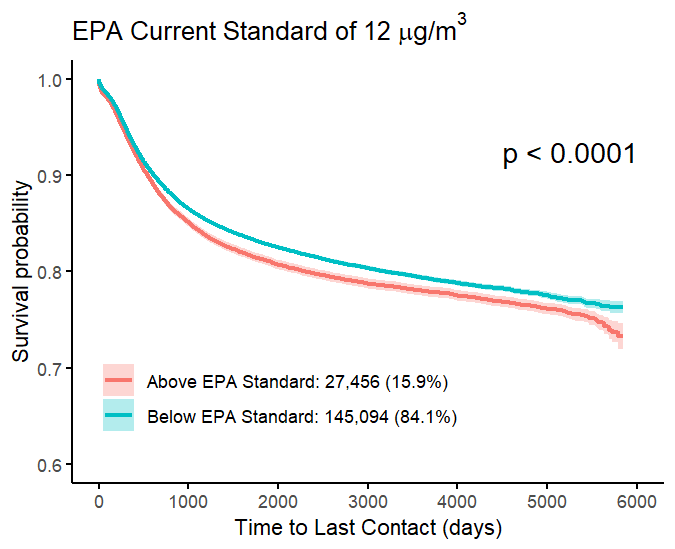 EPA Current Standard of 12 μg/m³
Survival probability
1.0
0.9
0.8
0.7
0.6
p < 0.0001
Above EPA Standard: 27,456 (15.9%)
Below EPA Standard: 145,094 (84.1%)
0 1000 2000 3000 4000 5000 6000
Time to Last Contact (days)